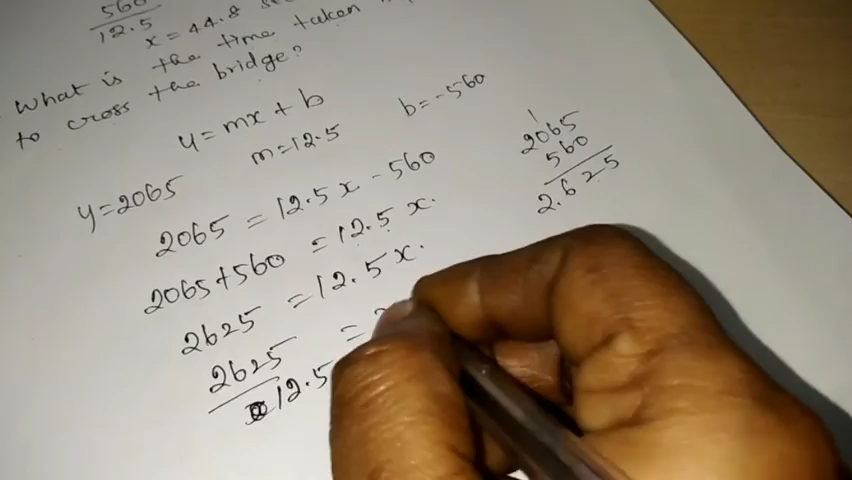 560
12.5
x = 44.8
What is the time taken
to cross the bridge?
y = mx + b
m = 12.5 b = -560
y = 2065
2065 = 12.5 x - 560
2065 + 560 = 12.5 x.
2625 = 12.5 x.
2625 =
12.5
1
2065
560
2.625